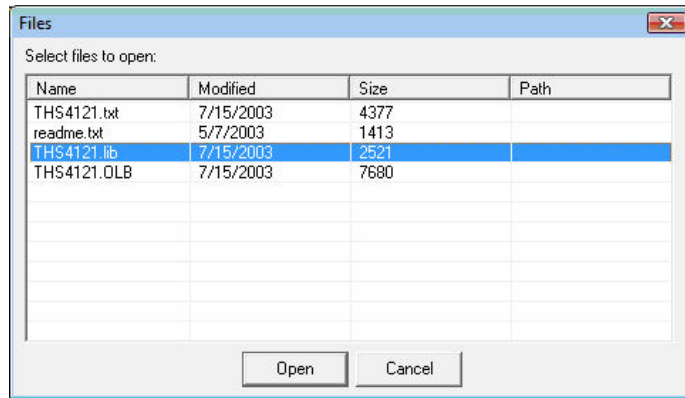 Files
Select files to open:
Name Modified Size Path
THS4121.txt 7/15/2003 4377
readme.txt 5/7/2003 1413
THS4121.lib 7/15/2003 2521
THS4121.OLB 7/15/2003 7680
Open Cancel